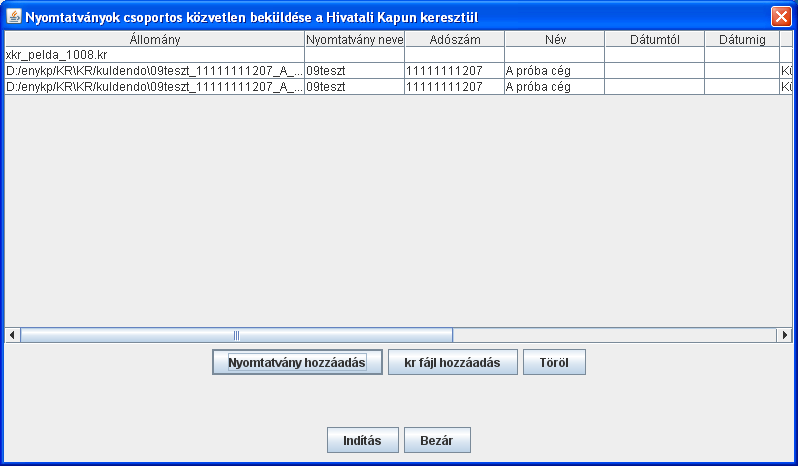 Nyomtatványok csoportos közvetlen beküldése a Hivatali Kapun keresztül
Állomány Nyomtatvány neve Adószám Név Dátumtól Dátumig
xkr_pelda_1008.kr
D:/enykp/KR\KR/kuldendo\09teszt_11111111207_A_... 09teszt 11111111207 A próba cég Kü
D:/enykp/KR\KR/kuldendo\09teszt_11111111207_A_... 09teszt 11111111207 A próba cég Kü
Nyomtatvány hozzáadás kr fájl hozzáadás Töröl
Indítás Bezár